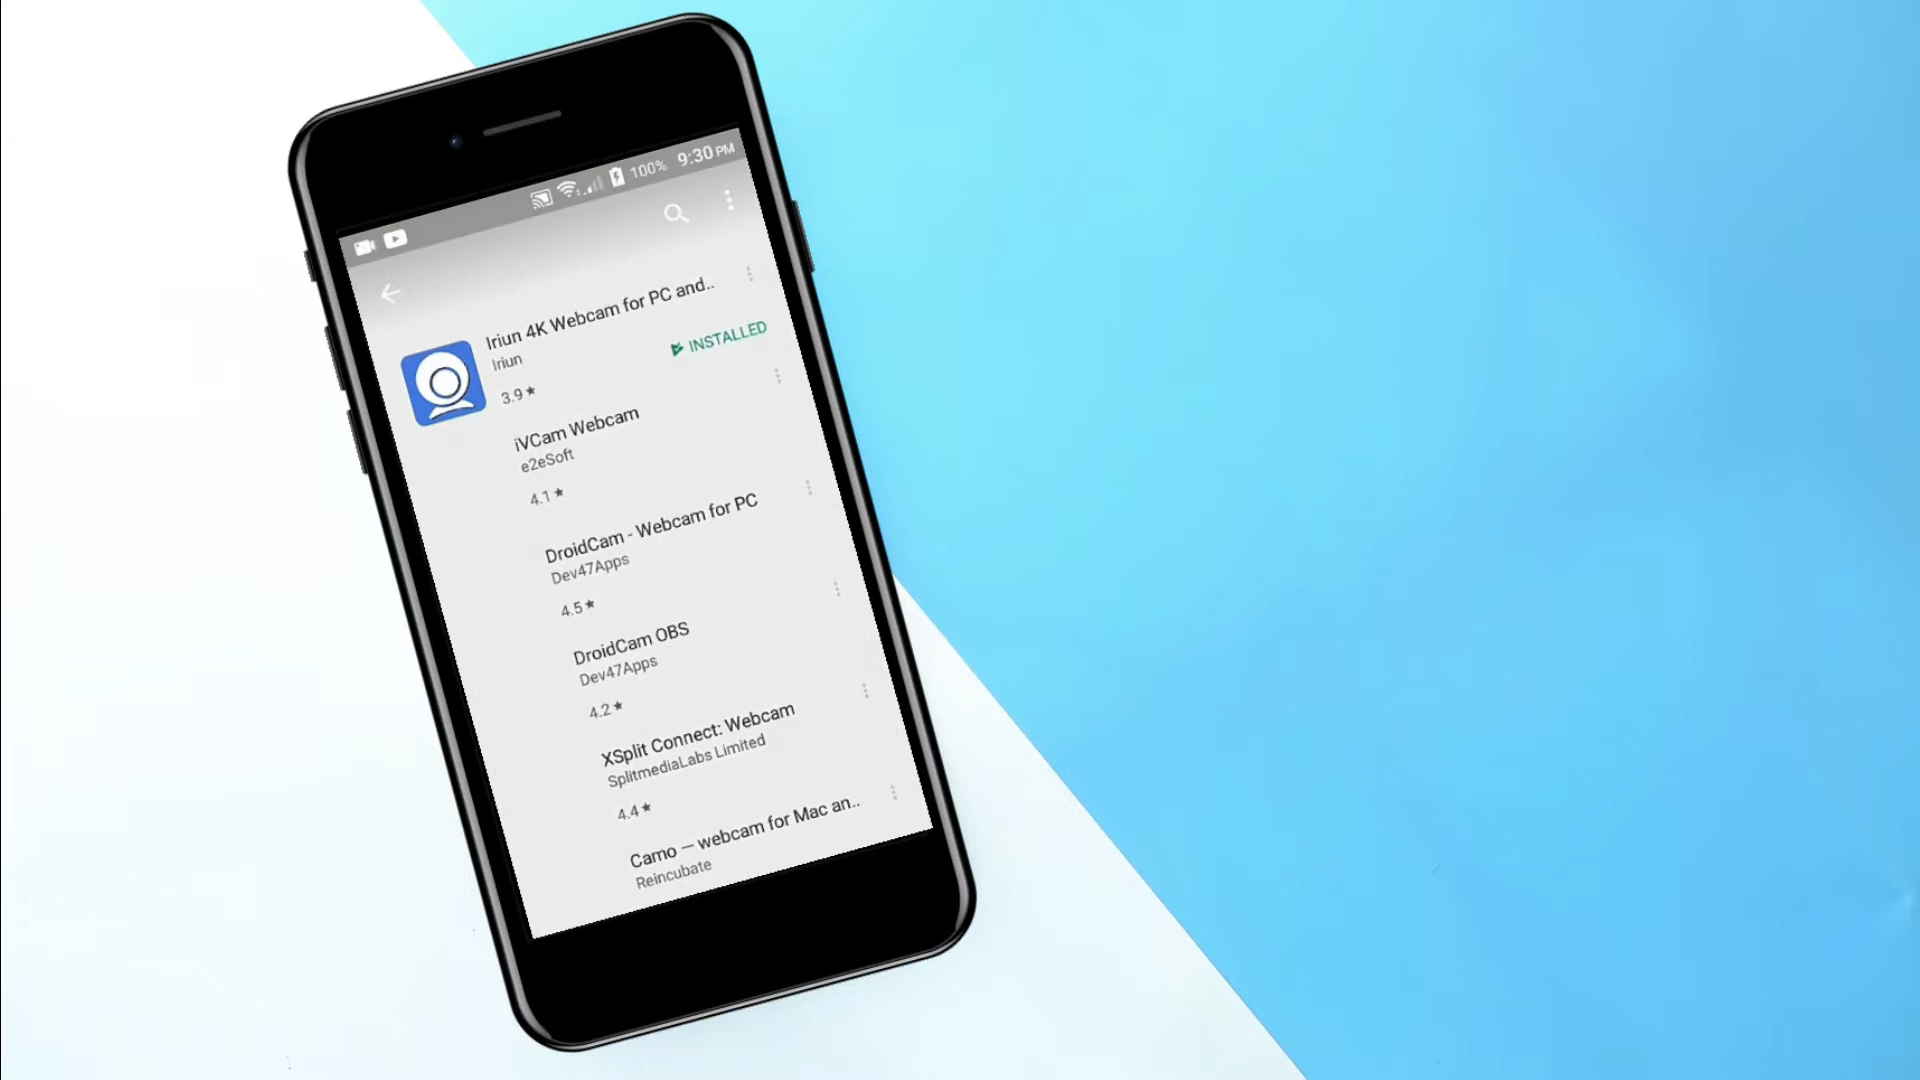 100% 9:30 PM
Iriun 4K Webcam for PC and..
Iriun
INSTALLED
3.9★
iVCam Webcam
e2eSoft
4.1★
DroidCam - Webcam for PC
Dev47Apps
4.5★
DroidCam OBS
Dev47Apps
4.2★
XSplit Connect: Webcam
SplitmediaLabs Limited
4.4★
Camo — webcam for Mac an..
Reincubate